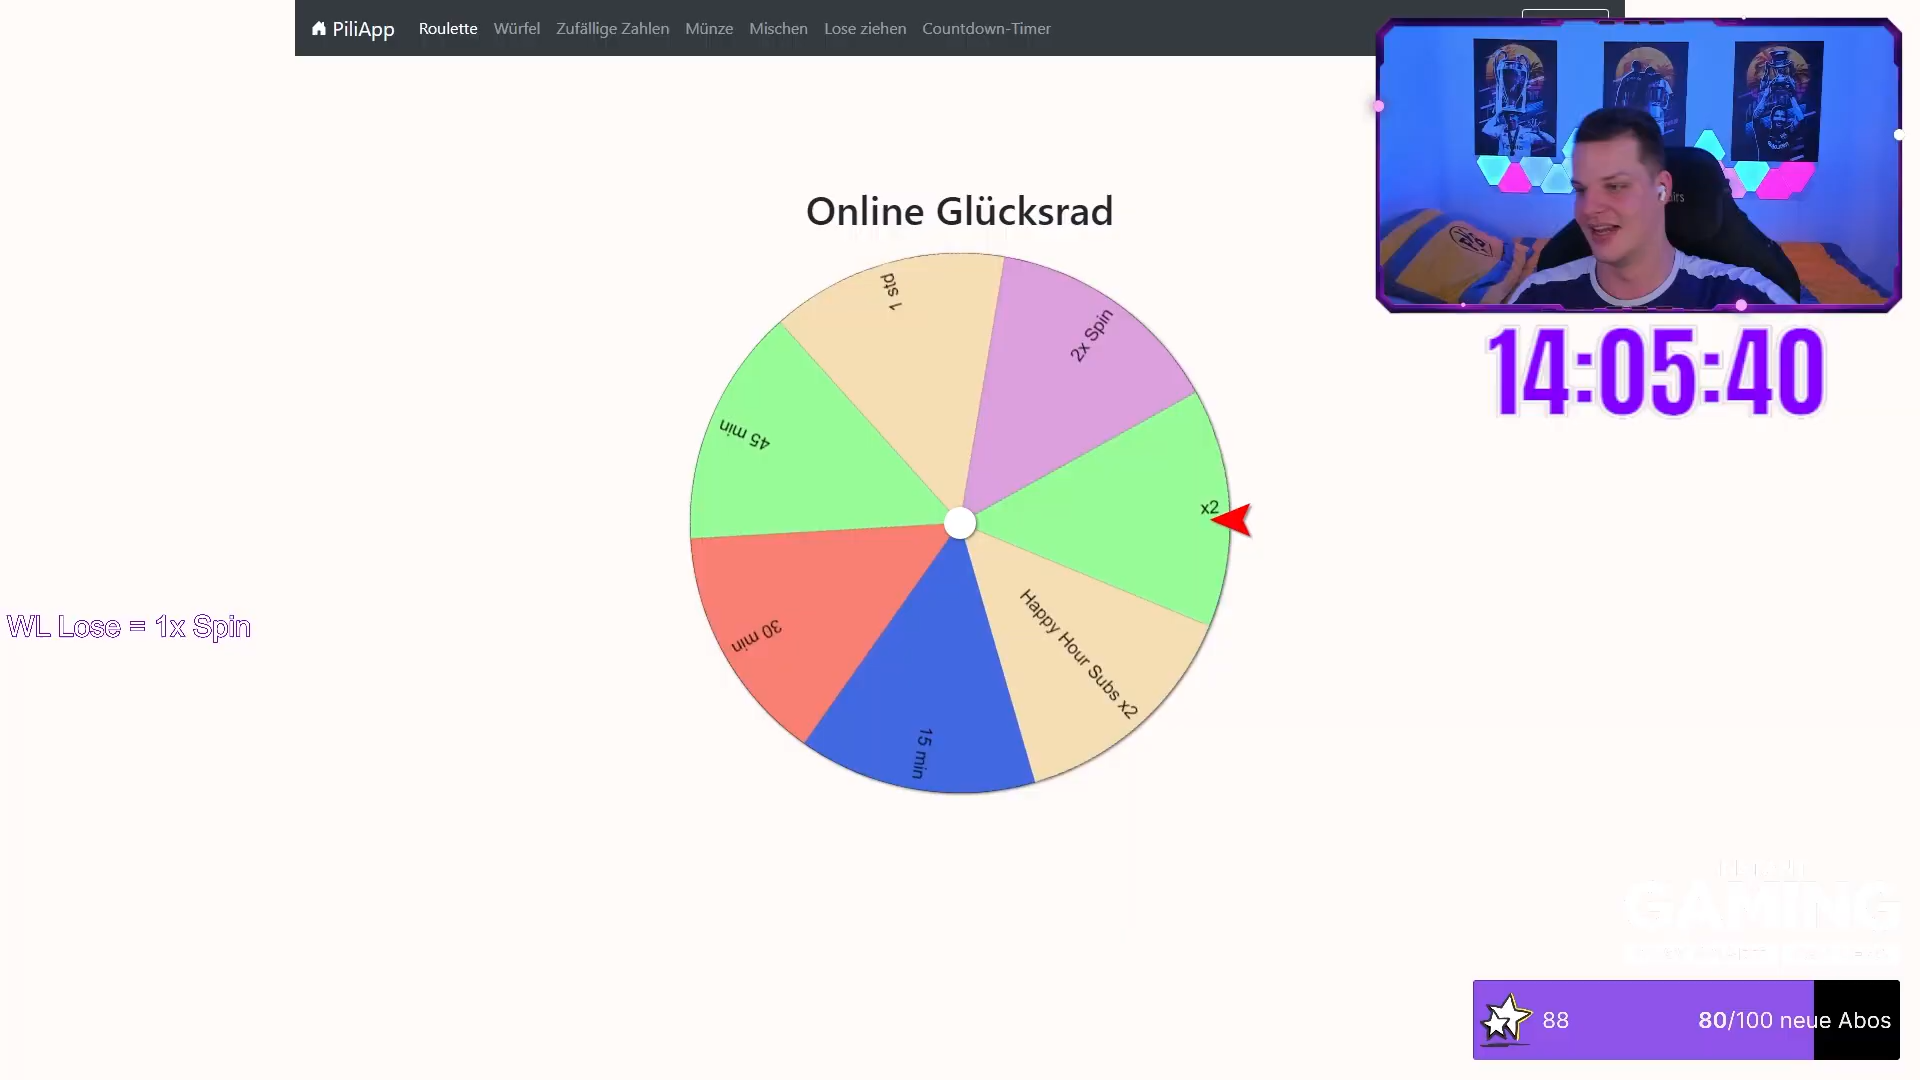 PiliApp Roulette Würfel Zufällige Zahlen Münze Mischen Lose ziehen Countdown-Timer
Online Glücksrad
1 std
2x Spin
45 min
x2
30 min
Happy Hour Subs x2
15 min
14:05:40
WL Lose = 1x Spin
GAMING
88 80/100 neue Abos